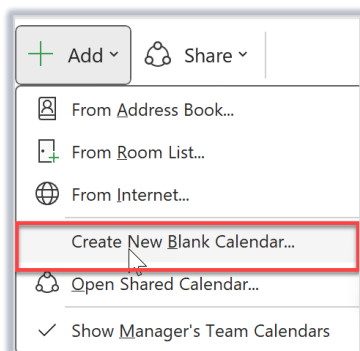 Add Share
From Address Book...
From Room List...
From Internet...
Create New Blank Calendar...
Open Shared Calendar...
Show Manager's Team Calendars